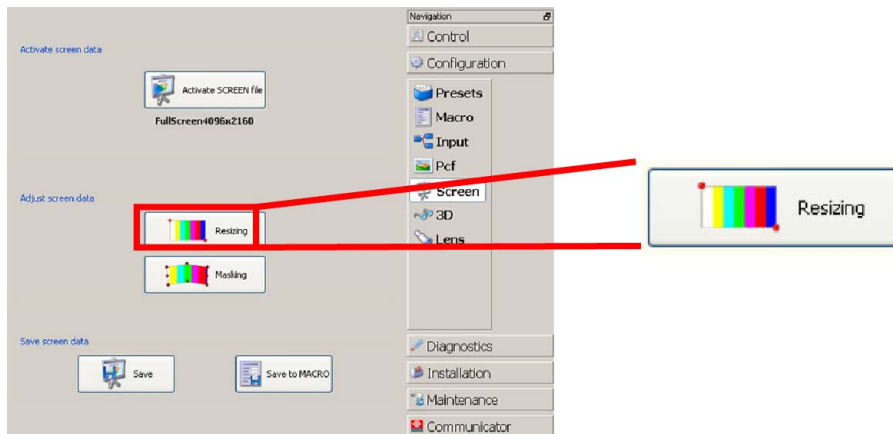 Activate screen data
Activate SCREEN file
FullScreen4096x2160
Adjust screen data
Resizing
Masking
Save screen data
Save
Save to MACRO
Navigation
Control
Configuration
Presets
Macro
Input
Pcf
Screen
3D
Lens
Diagnostics
Installation
Maintenance
Communicator
Resizing